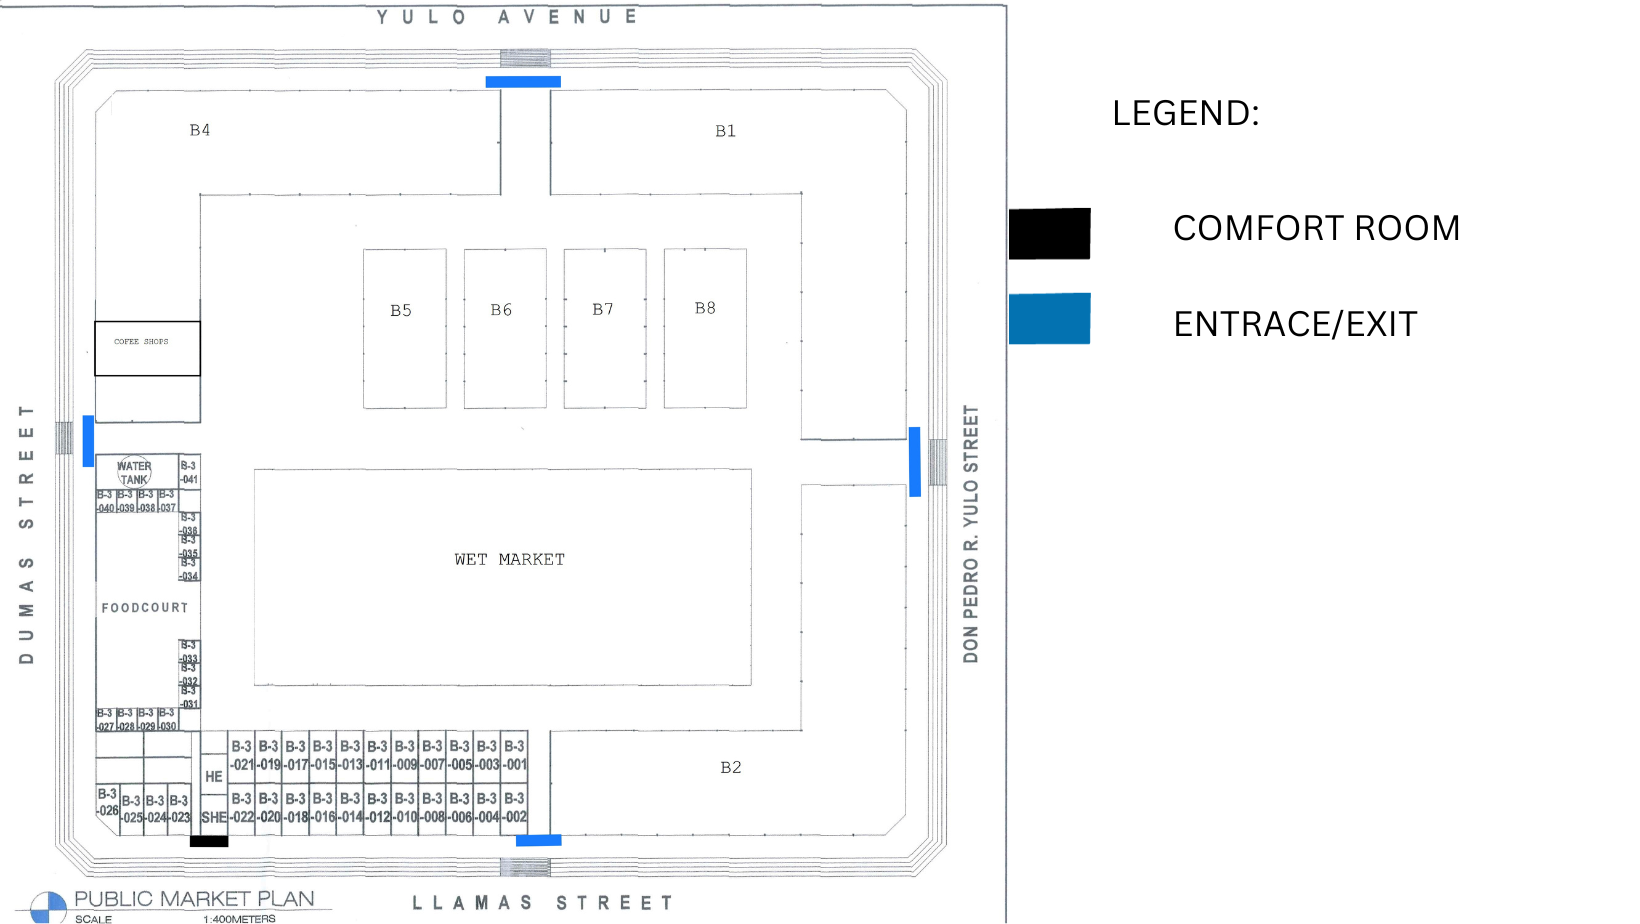 YULO AVENUE
LEGEND:
B4
B1
COMFORT ROOM
B5
B6
B7
B8
ENTRACE/EXIT
COFEE SHOPS
DUMAS STREET
DON PEDRO R. YULO STREET
WATER
TANK
B-3
-041
B-3 B-3 B-3 B-3
-040 -039 -038 -037
B-3
-036
B-3
-035
B-3
-034
WET MARKET
FOODCOURT
B-3
-033
B-3
-032
B-3
-031
B-3 B-3 B-3 B-3
-027 -028 -029 -030
B-3 B-3 B-3 B-3 B-3 B-3 B-3 B-3 B-3 B-3 B-3
-021 -019 -017 -015 -013 -011 -009 -007 -005 -003 -001
HE
B2
B-3 B-3 B-3 B-3
-026 -025 -024 -023
SHE
B-3 B-3 B-3 B-3 B-3 B-3 B-3 B-3 B-3 B-3 B-3
-022 -020 -018 -016 -014 -012 -010 -008 -006 -004 -002
PUBLIC MARKET PLAN
SCALE 1:400METERS
LLAMAS STREET